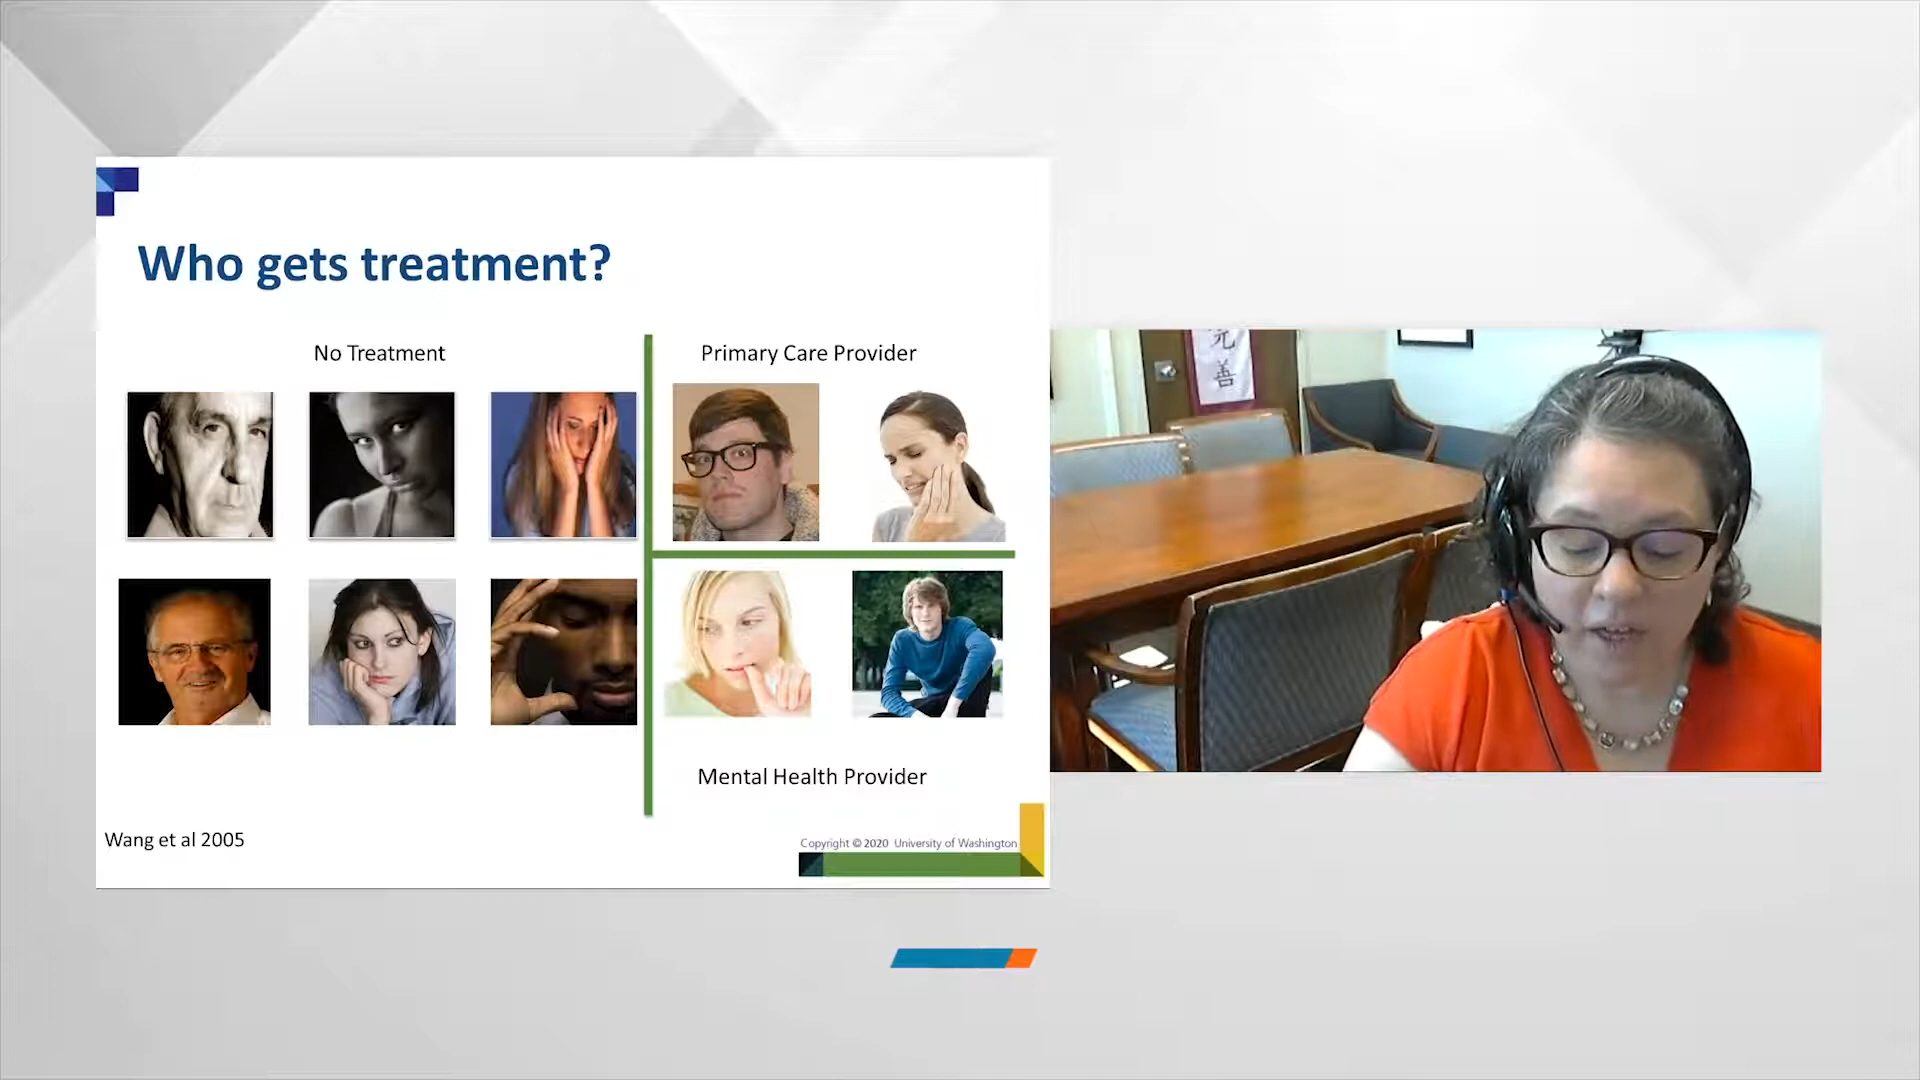 Who gets treatment?
No Treatment
Primary Care Provider
Mental Health Provider
Wang et al 2005
Copyright © 2020 University of Washington
善